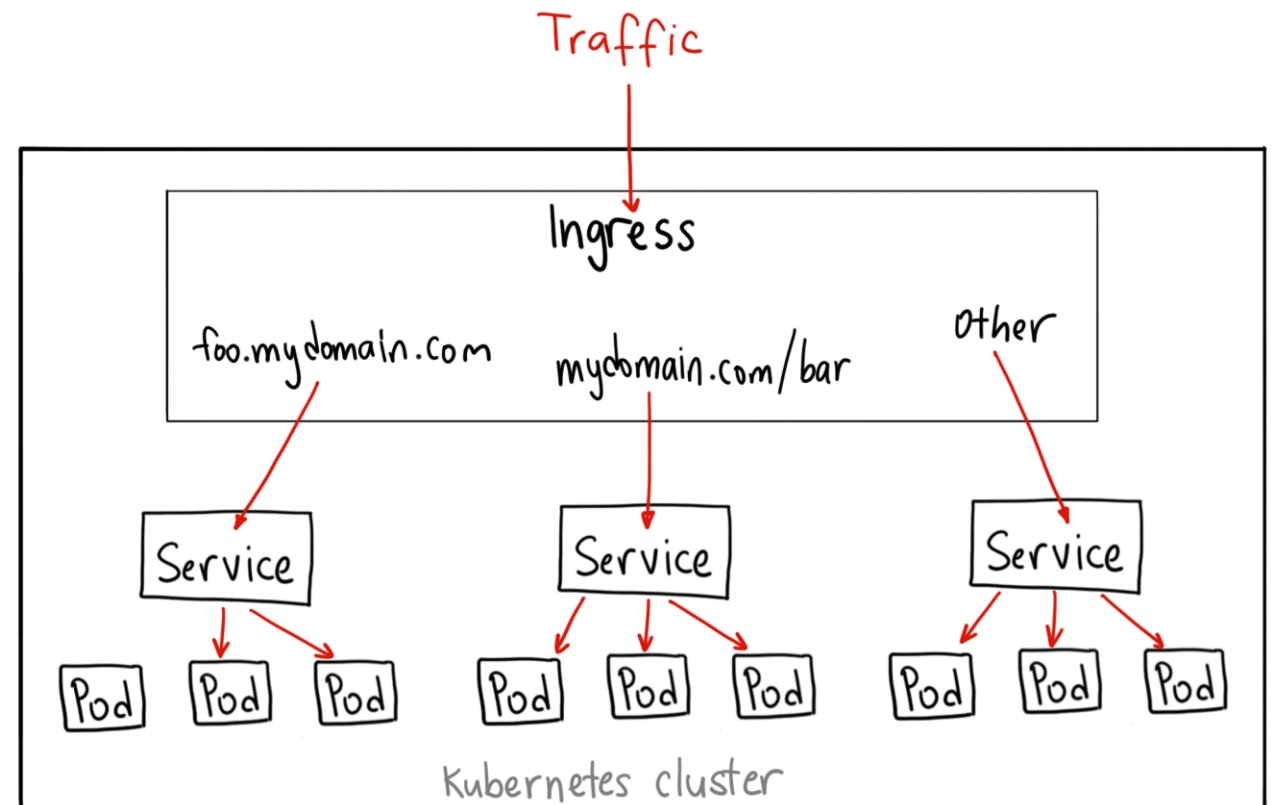 Traffic
Ingress
foo.mydomain.com
mydomain.com/bar
other
Service
Service
Service
Pod
Pod
Pod
Pod
Pod
Pod
Pod
Pod
Pod
Kubernetes cluster